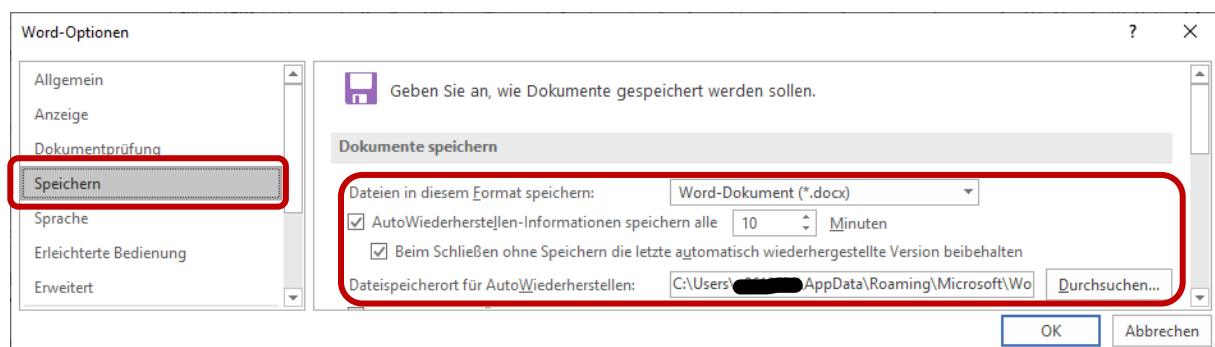 Word-Optionen
?
Allgemein
Anzeige
Dokumentprüfung
Speichern
Sprache
Erleichterte Bedienung
Erweitert
Geben Sie an, wie Dokumente gespeichert werden sollen.
Dokumente speichern
Dateien in diesem Format speichern: Word-Dokument (*.docx)
AutoWiederherstellen-Informationen speichern alle 10 Minuten
Beim Schließen ohne Speichern die letzte automatisch wiederhergestellte Version beibehalten
Dateispeicherort für AutoWiederherstellen: C:\Users\ AppData\Roaming\Microsoft\Wo Durchsuchen...
OK Abbrechen